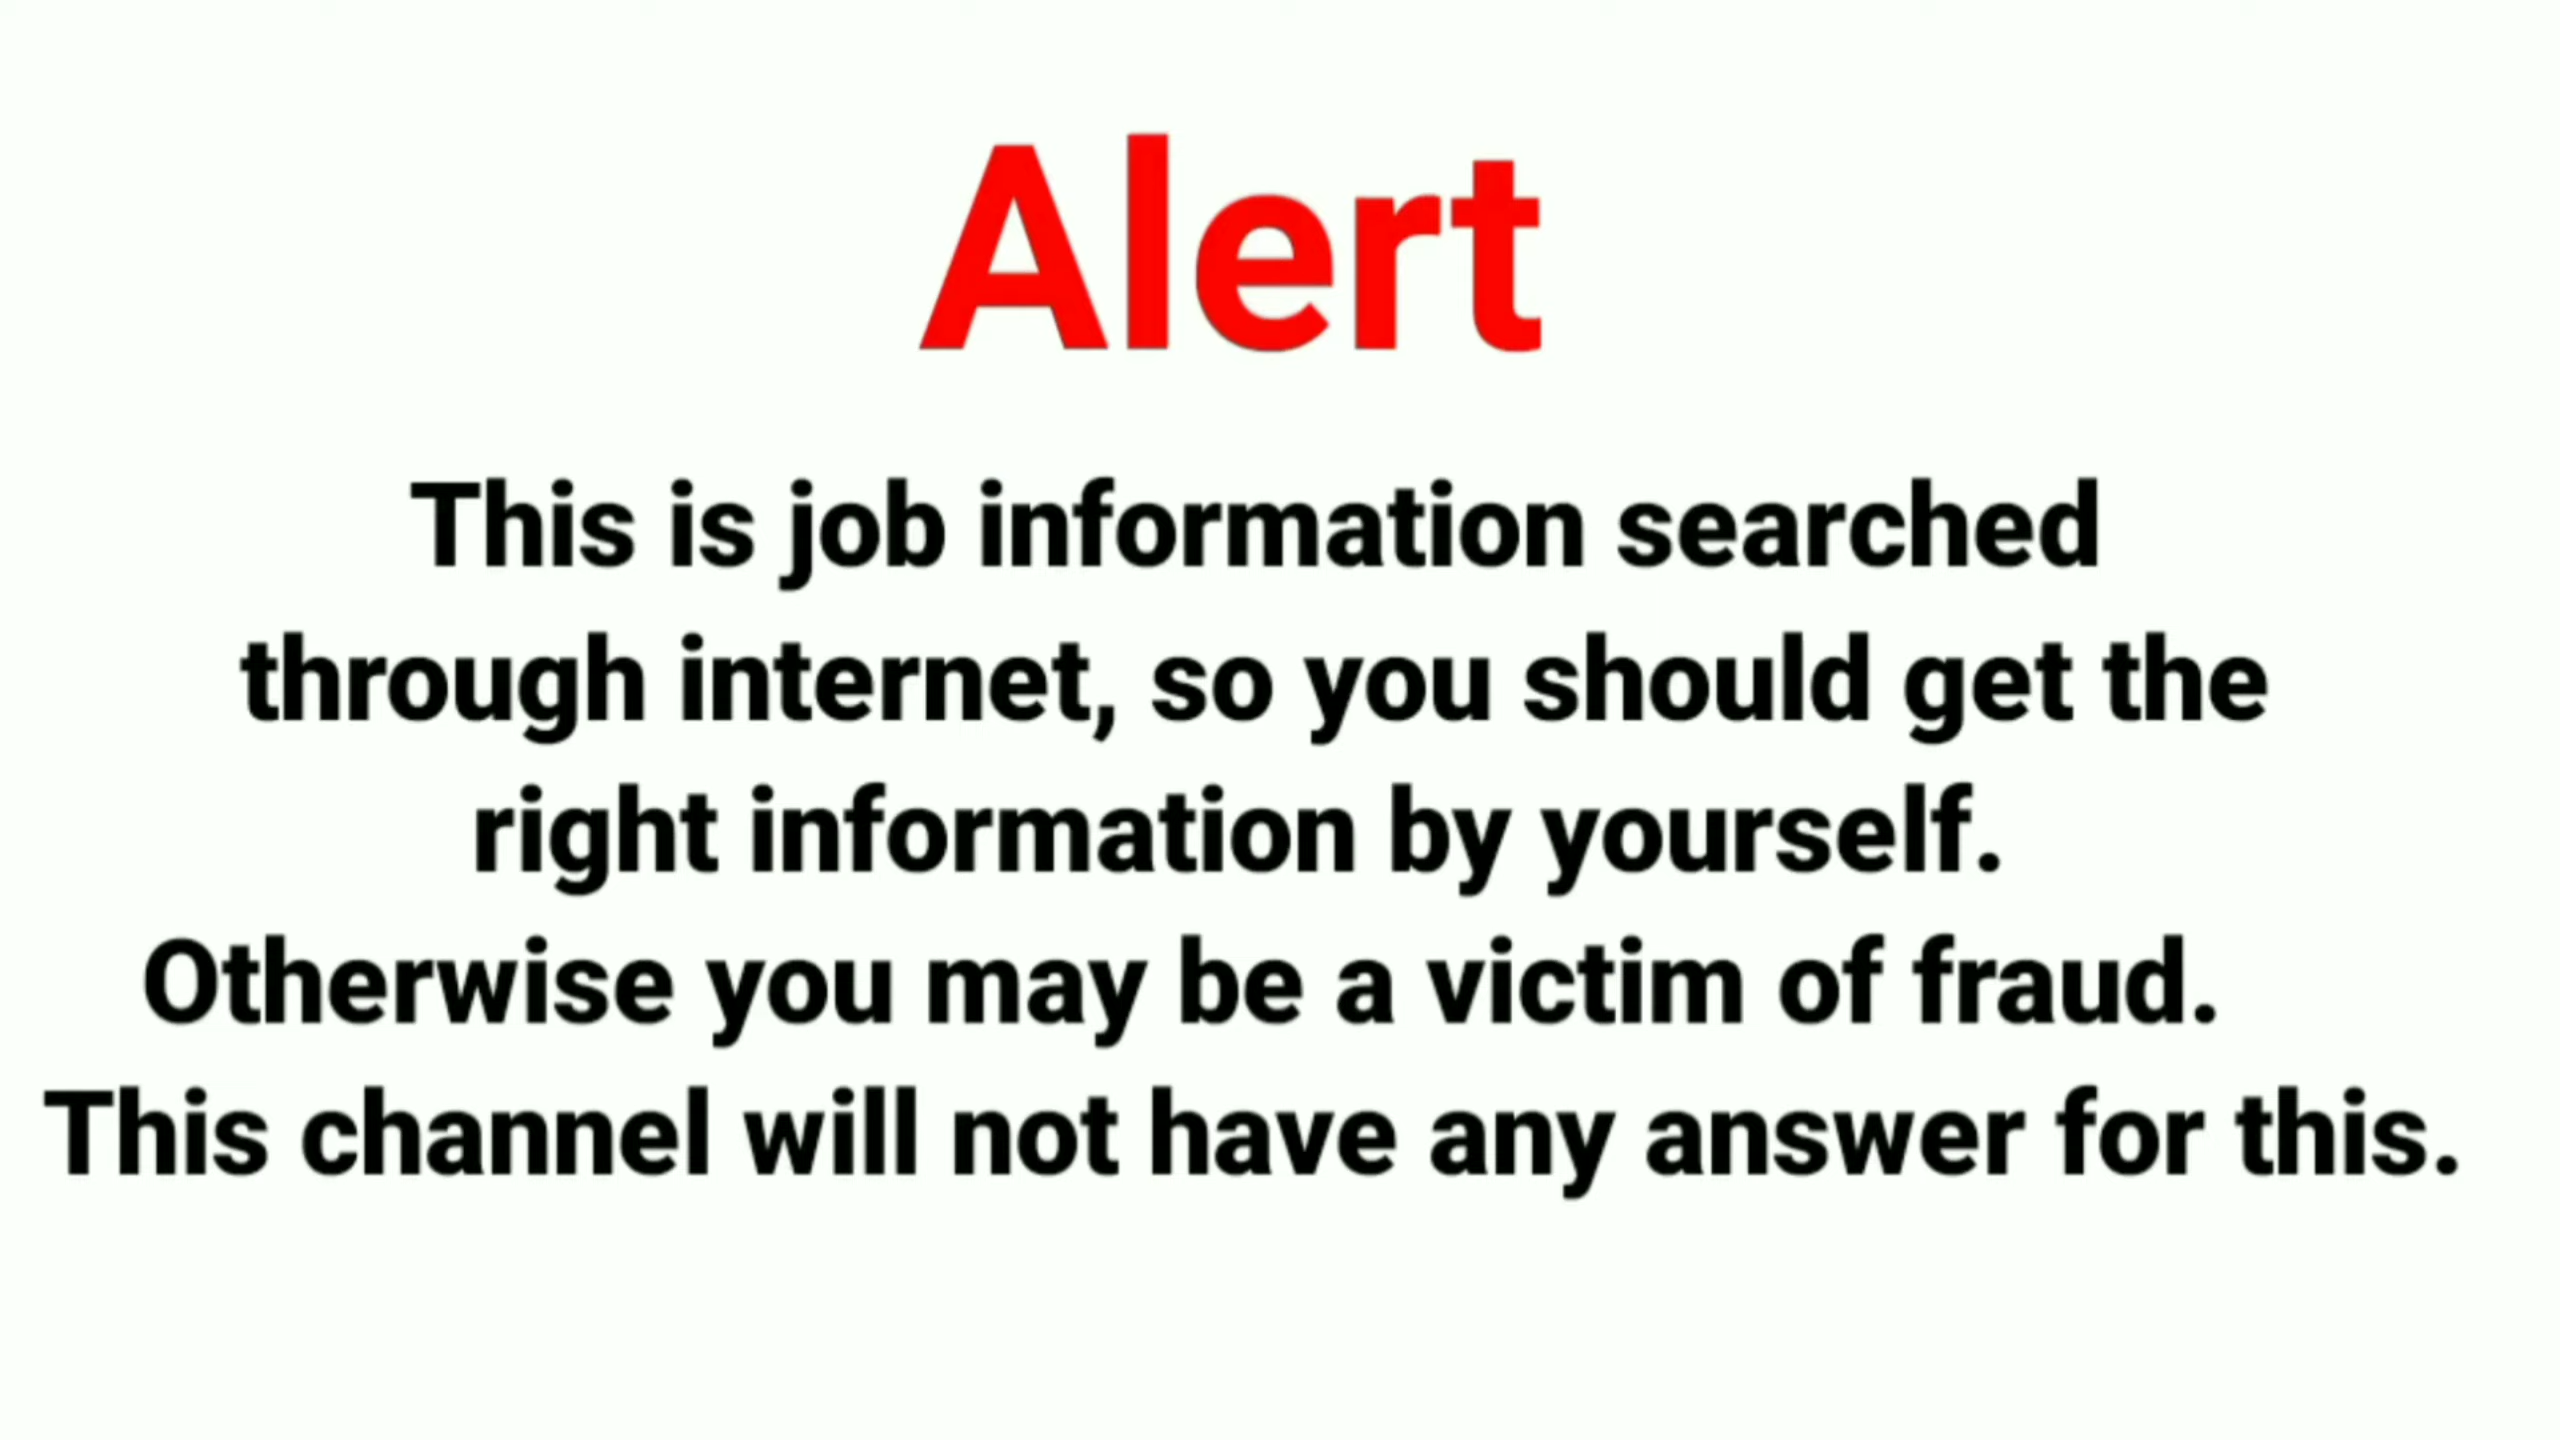 Alert
This is job information searched
through internet, so you should get the
right information by yourself.
Otherwise you may be a victim of fraud.
This channel will not have any answer for this.